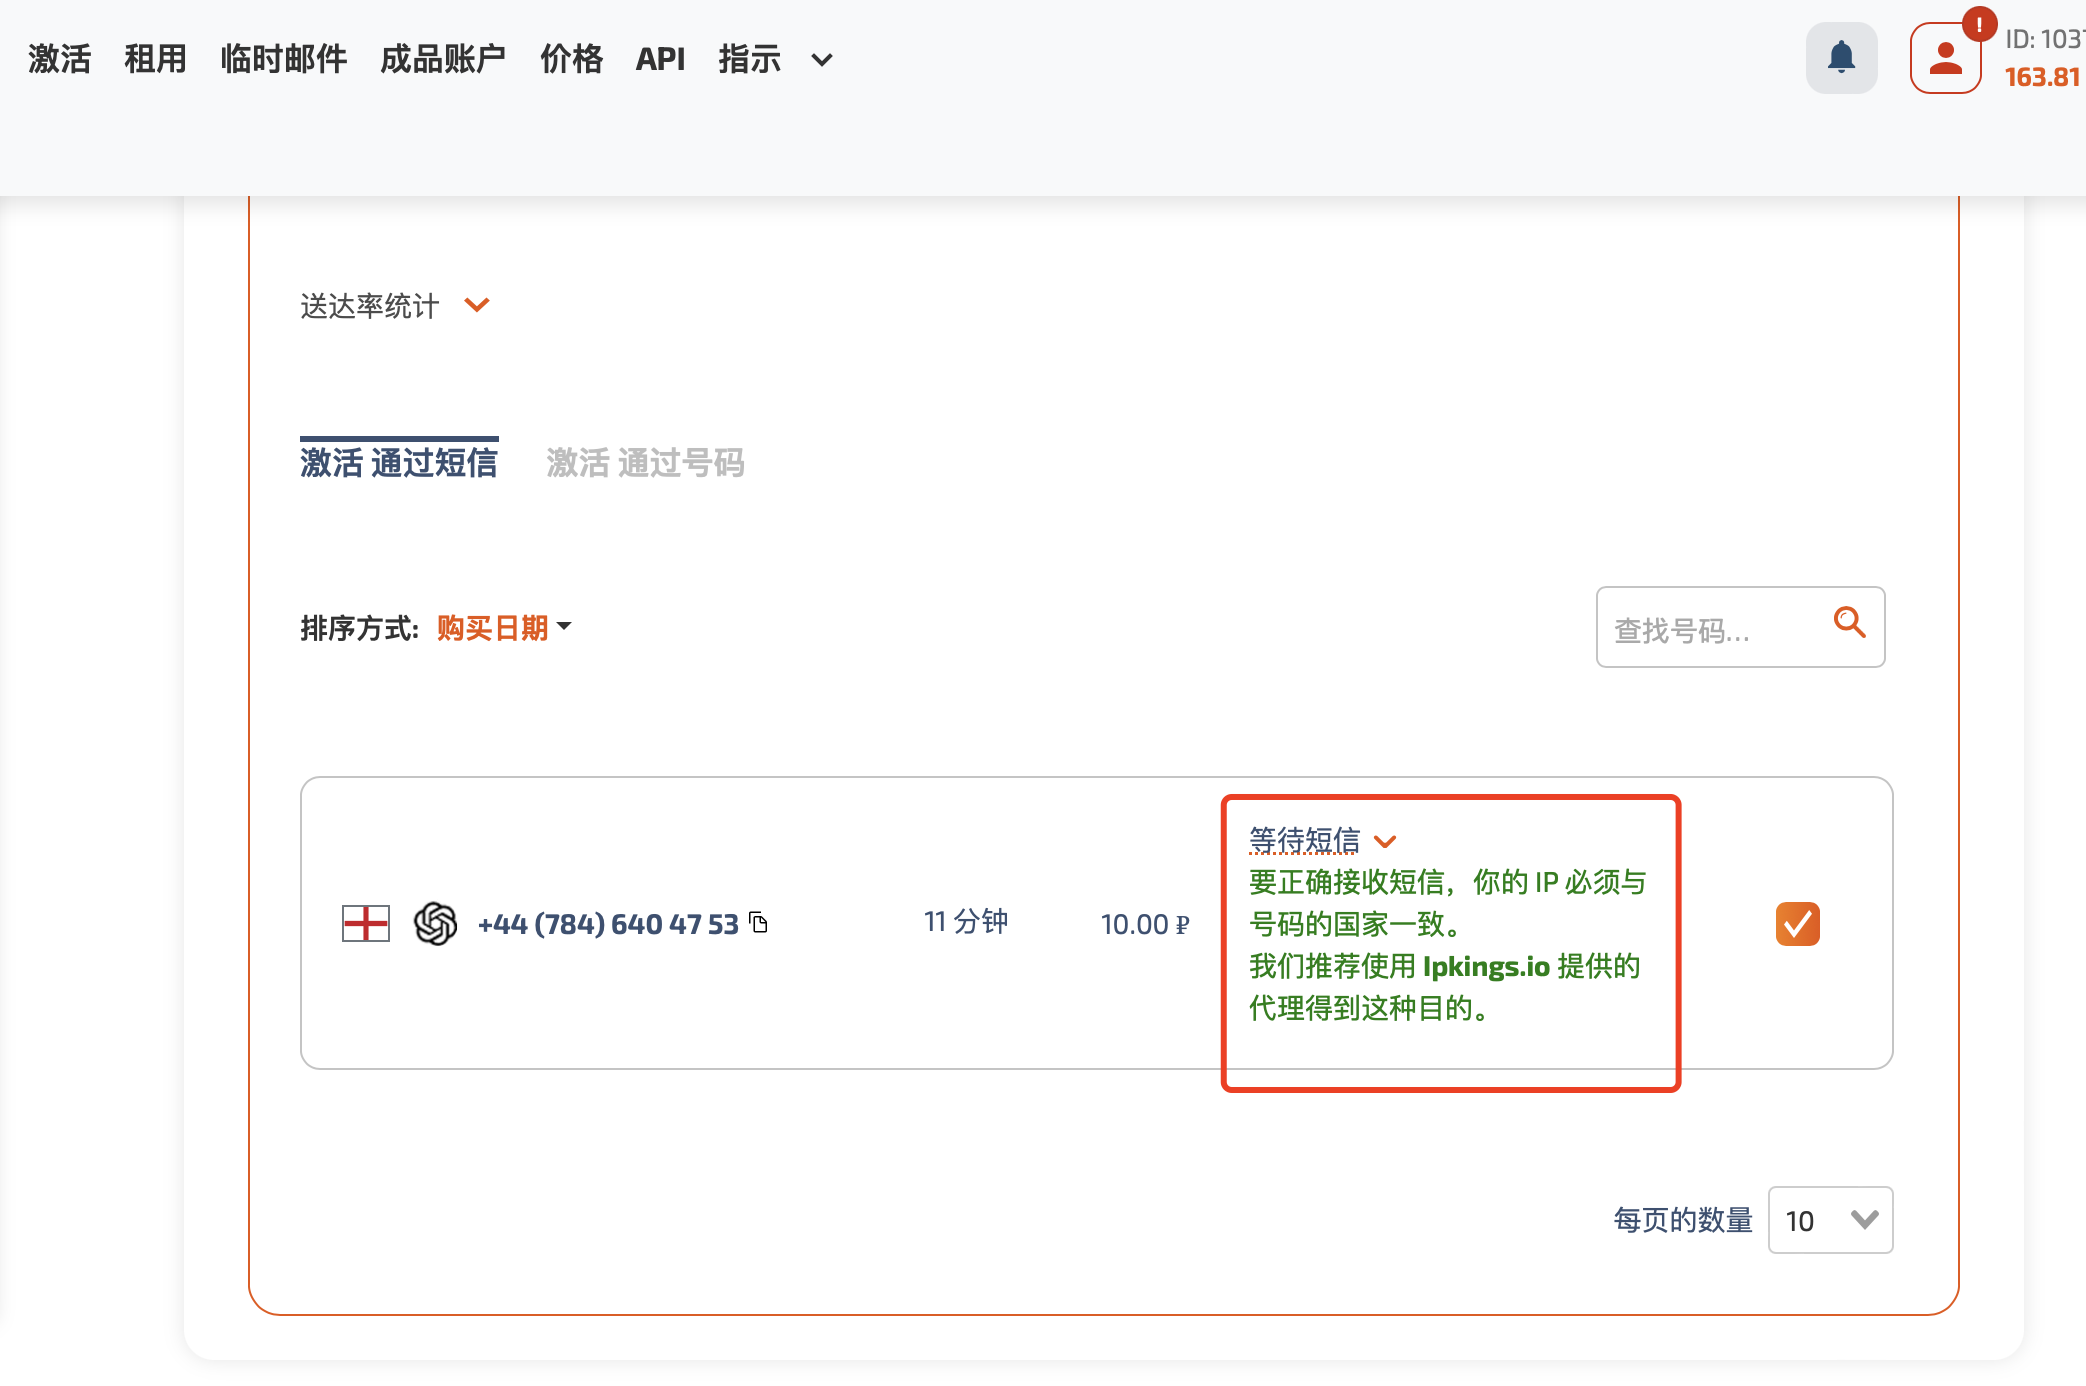 激活 租用 临时邮件 成品账户 价格 API 指示
!
ID: 103
163.81
送达率统计
激活 通过短信 激活 通过号码
排序方式: 购买日期
查找号码...
+44 (784) 640 47 53 11 分钟 10.00 ₽
等待短信
要正确接收短信，你的 IP 必须与
号码的国家一致。
我们推荐使用 Ipkings.io 提供的
代理得到这种目的。
每页的数量 10